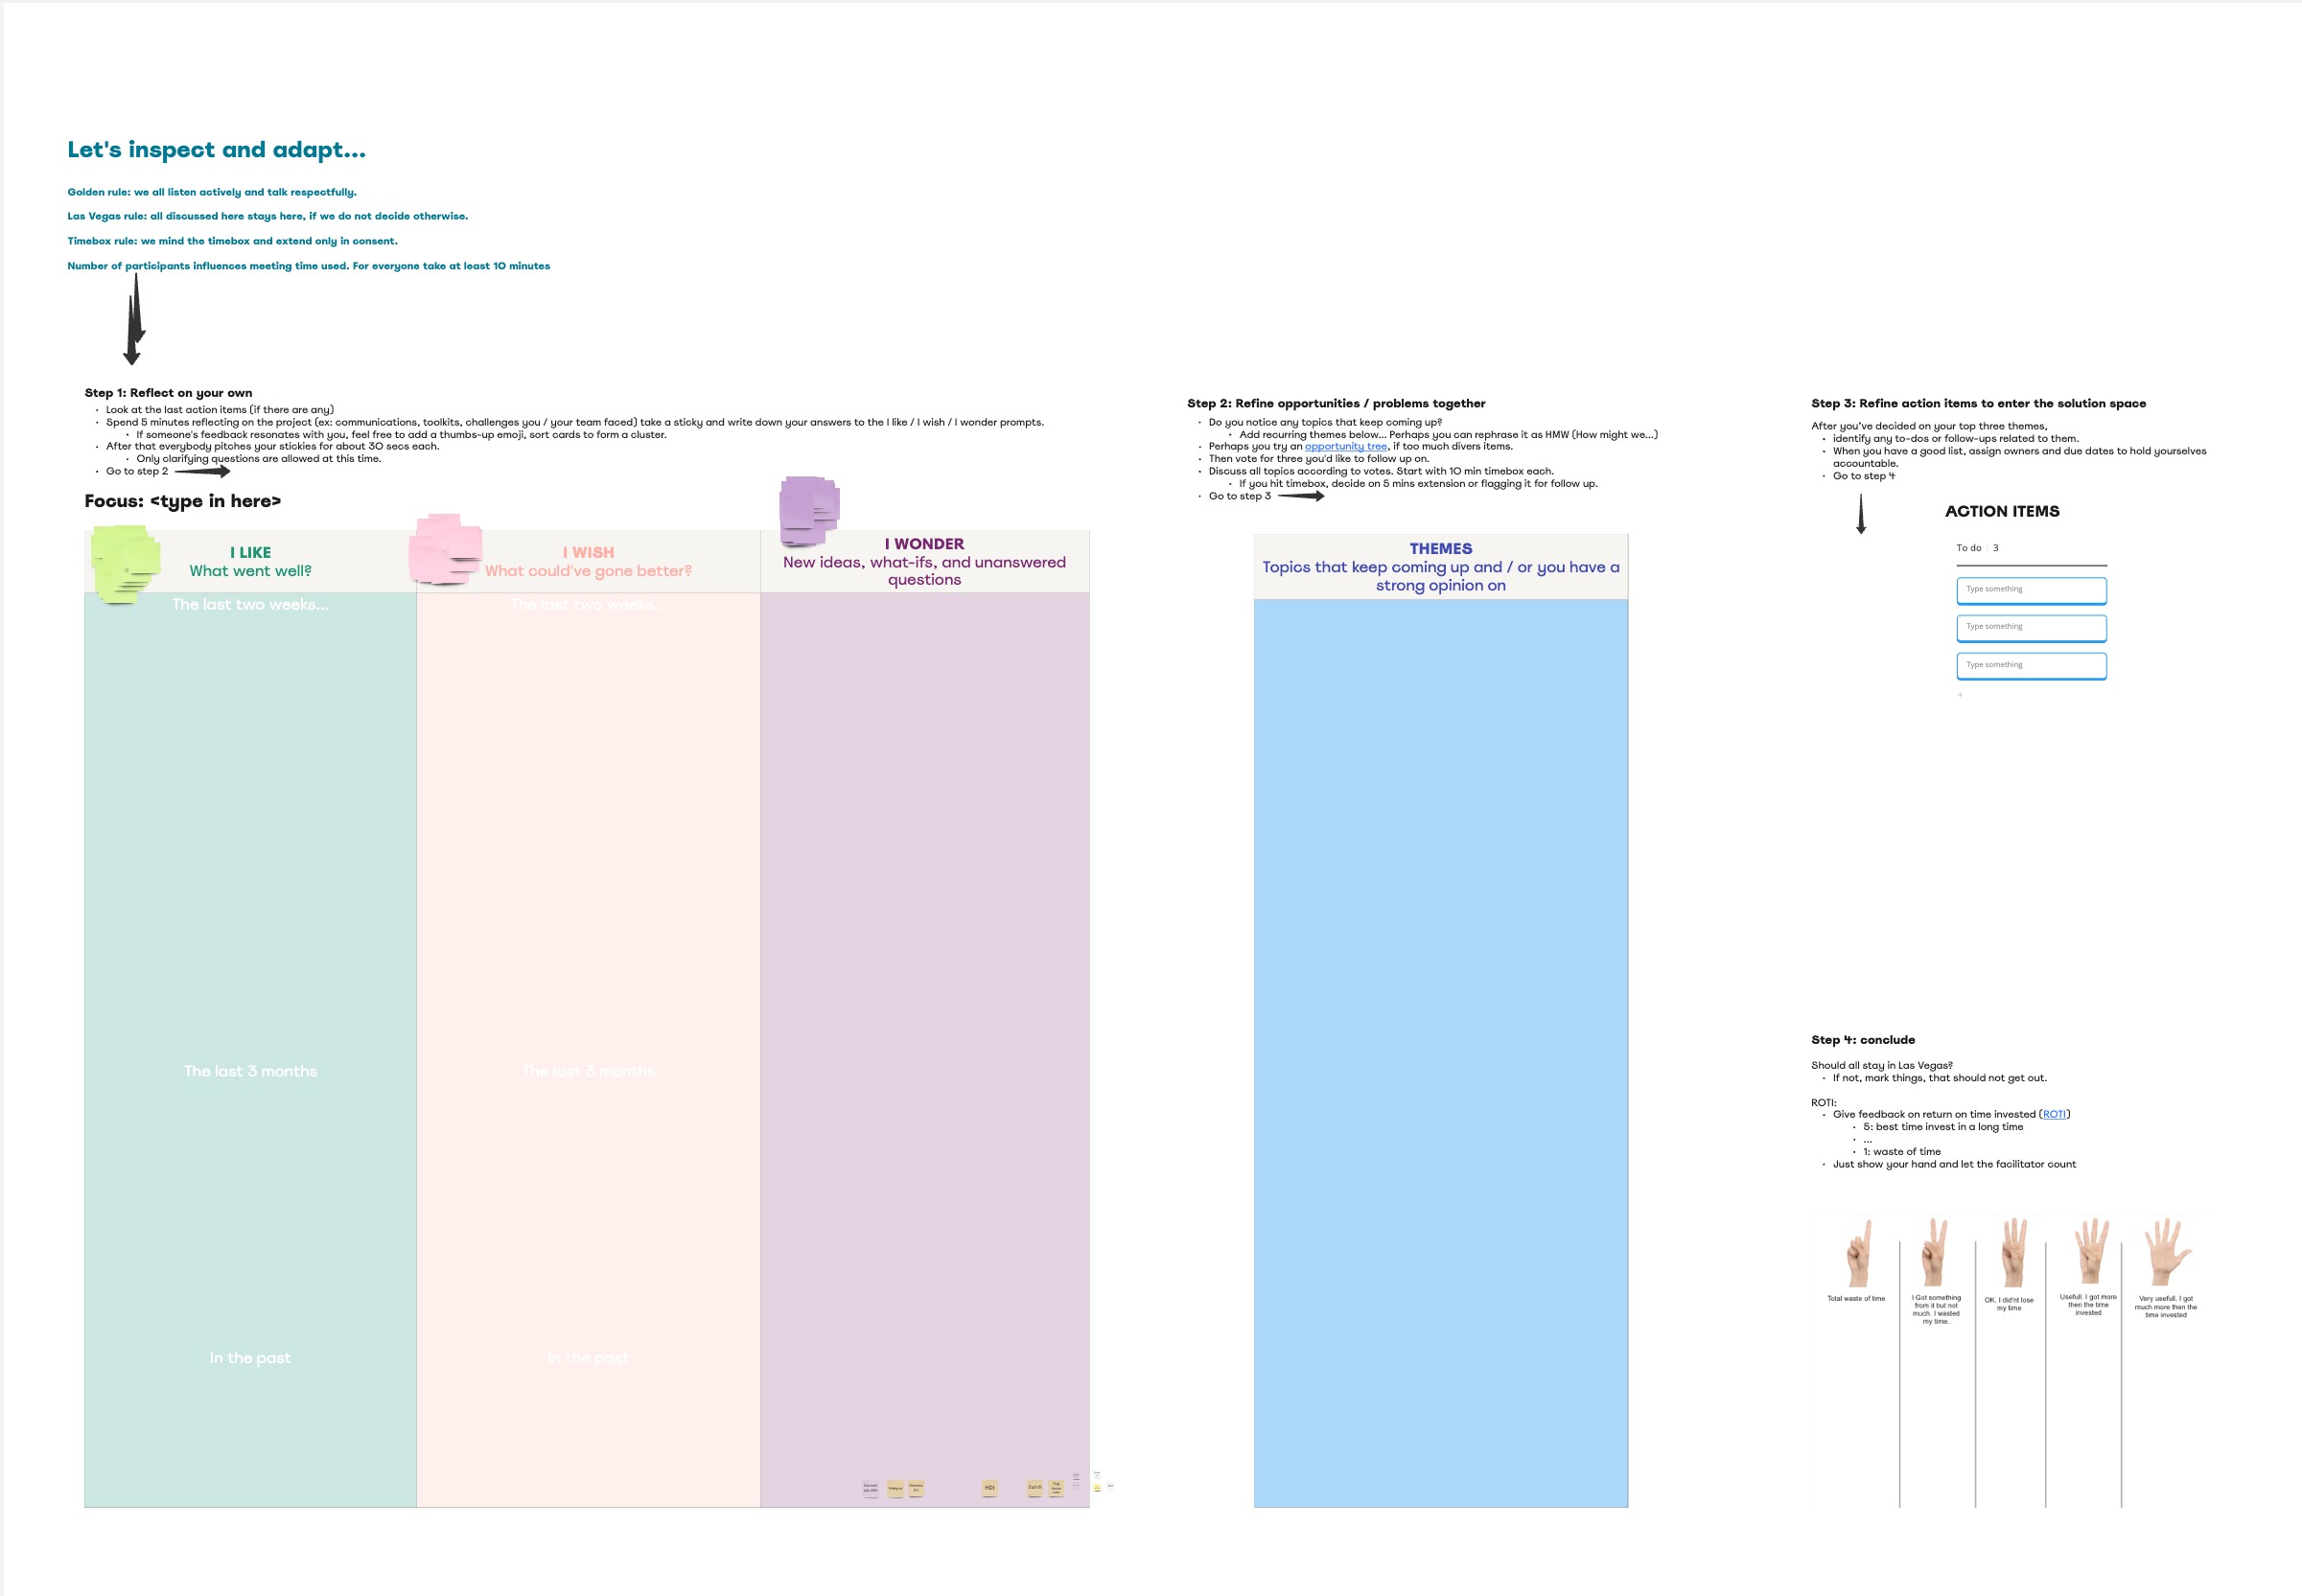 Let's inspect and adapt...
Golden rule: we all listen actively and talk respectfully.
Las Vegas rule: all discussed here stays here, if we do not decide otherwise.
Timebox rule: we mind the timebox and extend only in consent.
Number of participants influences meeting time used. For everyone take at least 10 minutes
Step 1: Reflect on your own
Look at the last action items (if there are any)
Spend 5 minutes reflecting on the project (ex: communications, toolkits, challenges you / your team faced) take a sticky and write down your answers to the I like / I wish / I wonder prompts.
If someone's feedback resonates with you, feel free to add a thumbs-up emoji, sort cards to form a cluster.
After that everybody pitches your stickies for about 30 secs each.
Only clarifying questions are allowed at this time.
Go to step 2
Focus: <type in here>
I LIKE
What went well?
The last two weeks...
The last 3 months
In the past
I WISH
What could've gone better?
The last two weeks...
The last 3 months
In the past
I WONDER
New ideas, what-ifs, and unanswered
questions
HDI
Zurich
Step 2: Refine opportunities / problems together
Do you notice any topics that keep coming up?
Add recurring themes below... Perhaps you can rephrase it as HMW (How might we...)
Perhaps you try an opportunity tree, if too much divers items.
Then vote for three you'd like to follow up on.
Discuss all topics according to votes. Start with 10 min timebox each.
If you hit timebox, decide on 5 mins extension or flagging it for follow up.
Go to step 3
THEMES
Topics that keep coming up and / or you have a
strong opinion on
Step 3: Refine action items to enter the solution space
After you've decided on your top three themes,
identify any to-dos or follow-ups related to them.
When you have a good list, assign owners and due dates to hold yourselves
accountable.
Go to step 4
ACTION ITEMS
To do 3
Type something
Type something
Type something
+
Step 4: conclude
Should all stay in Las Vegas?
If not, mark things, that should not get out.
ROTI:
Give feedback on return on time invested (ROTI)
5: best time invest in a long time
...
1: waste of time
Just show your hand and let the facilitator count
Total waste of time
I Got something
from it but not
much. I wasted
my time.
OK. I did'nt lose
my time
Usefull. I got more
then the time
invested
Very usefull. I got
much more then the
time invested